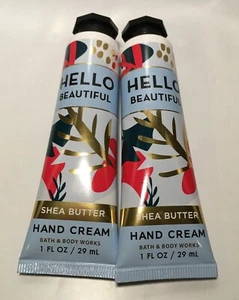 HELLO
BEAUTIFUL
SHEA BUTTER
HAND CREAM
BATH & BODY WORKS
1 FL OZ / 29 mL
HELLO
BEAUTIFUL
SHEA BUTTER
HAND CREAM
BATH & BODY WORKS
1 FL OZ / 29 mL